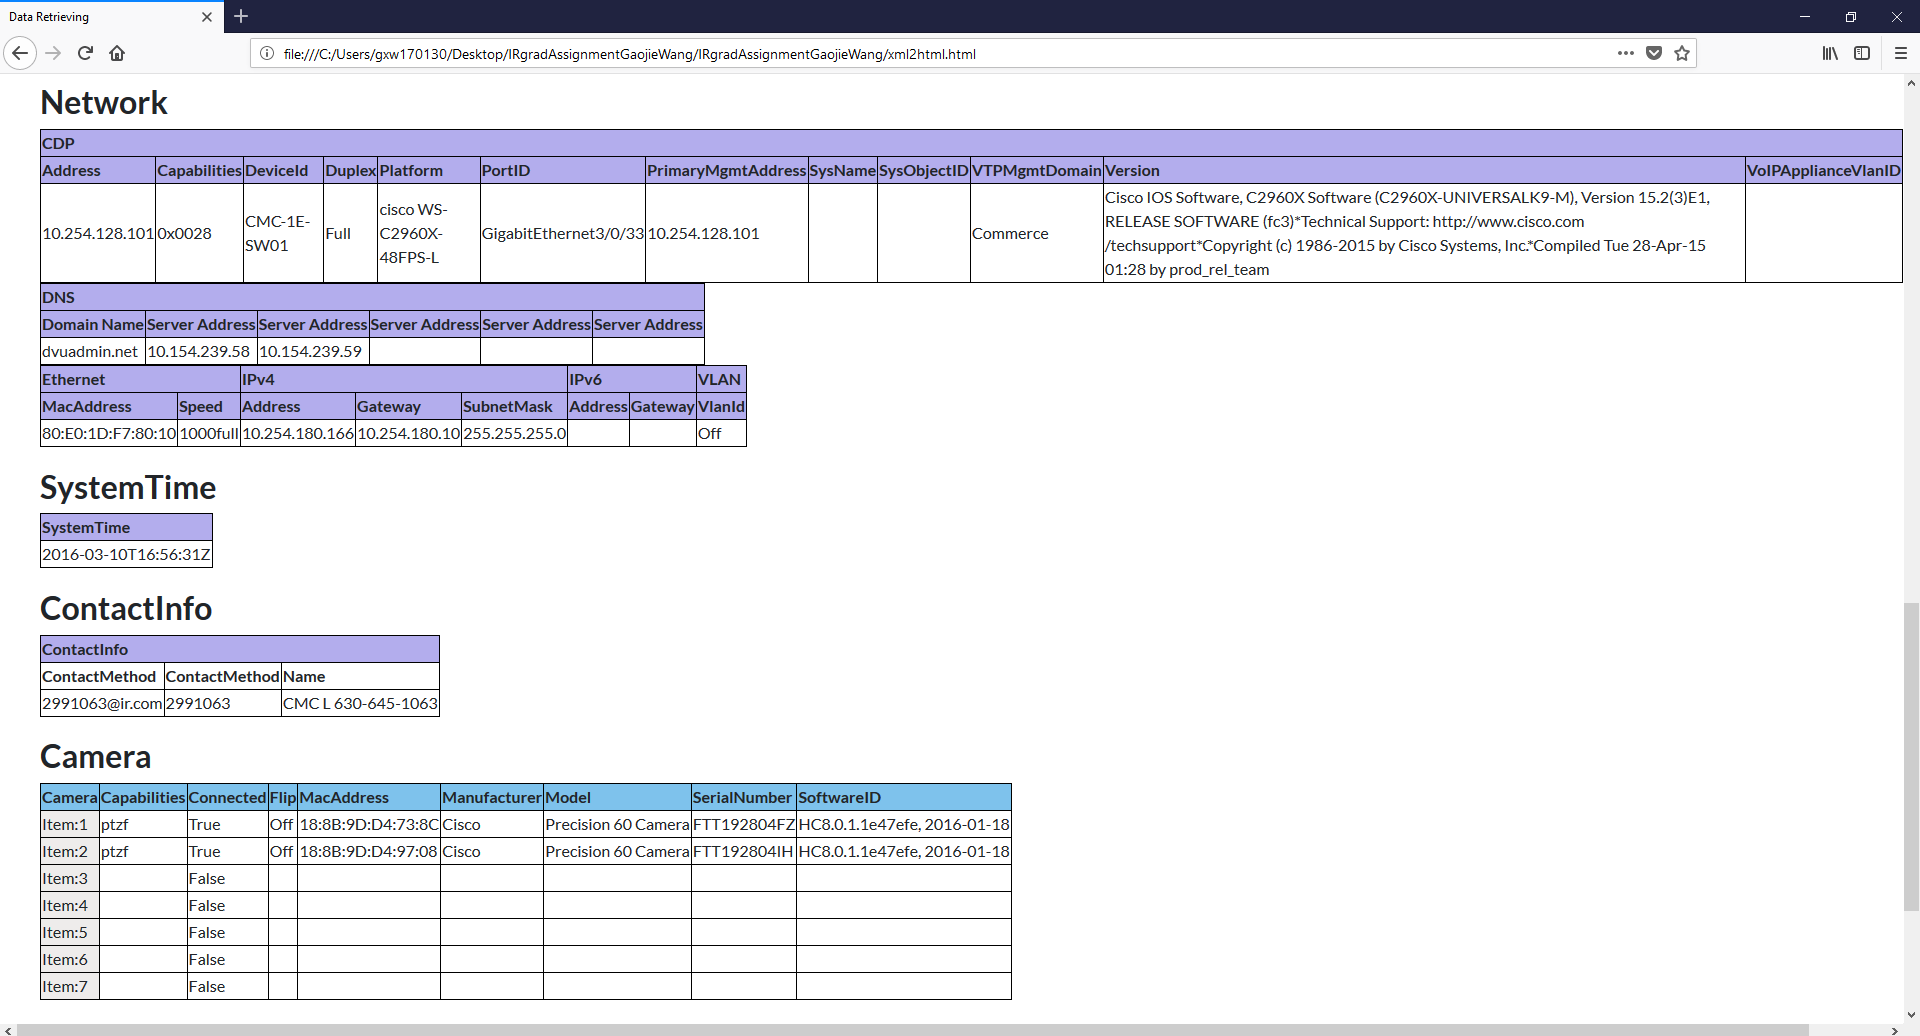 Data Retrieving
file:///C:/Users/gxw170130/Desktop/IRgradAssignmentGaojieWang/IRgradAssignmentGaojieWang/xml2html.html
Network
CDP
Address Capabilities DeviceId Duplex Platform PortID PrimaryMgmtAddress SysName SysObjectID VTPMgmtDomain Version VoIPApplianceVlanID
10.254.128.101 0x0028 CMC-1E-SW01 Full cisco WS-C2960X-48FPS-L GigabitEthernet3/0/33 10.254.128.101 Commerce Cisco IOS Software, C2960X Software (C2960X-UNIVERSALK9-M), Version 15.2(3)E1,
RELEASE SOFTWARE (fc3)*Technical Support: http://www.cisco.com
/techsupport*Copyright (c) 1986-2015 by Cisco Systems, Inc.*Compiled Tue 28-Apr-15
01:28 by prod_rel_team
DNS
Domain Name Server Address Server Address Server Address Server Address Server Address
dvuadmin.net 10.154.239.58 10.154.239.59
Ethernet IPv4 IPv6 VLAN
MacAddress Speed Address Gateway SubnetMask Address Gateway VlanId
80:E0:1D:F7:80:10 1000full 10.254.180.166 10.254.180.10 255.255.255.0 Off
SystemTime
SystemTime
2016-03-10T16:56:31Z
ContactInfo
ContactInfo
ContactMethod ContactMethod Name
2991063@ir.com 2991063 CMC L 630-645-1063
Camera
Camera Capabilities Connected Flip MacAddress Manufacturer Model SerialNumber SoftwareID
Item:1 ptzf True Off 18:8B:9D:D4:73:8C Cisco Precision 60 Camera FTT192804FZ HC8.0.1.1e47efe, 2016-01-18
Item:2 ptzf True Off 18:8B:9D:D4:97:08 Cisco Precision 60 Camera FTT192804IH HC8.0.1.1e47efe, 2016-01-18
Item:3 False
Item:4 False
Item:5 False
Item:6 False
Item:7 False